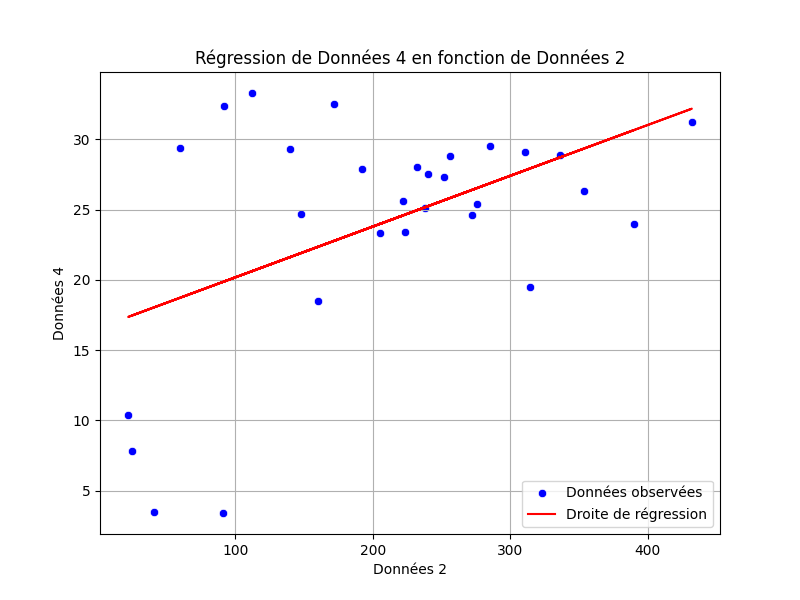 Régression de Données 4 en fonction de Données 2
Données 4
30
25
20
15
10
5
100
200
300
400
Données 2
Données observées
Droite de régression